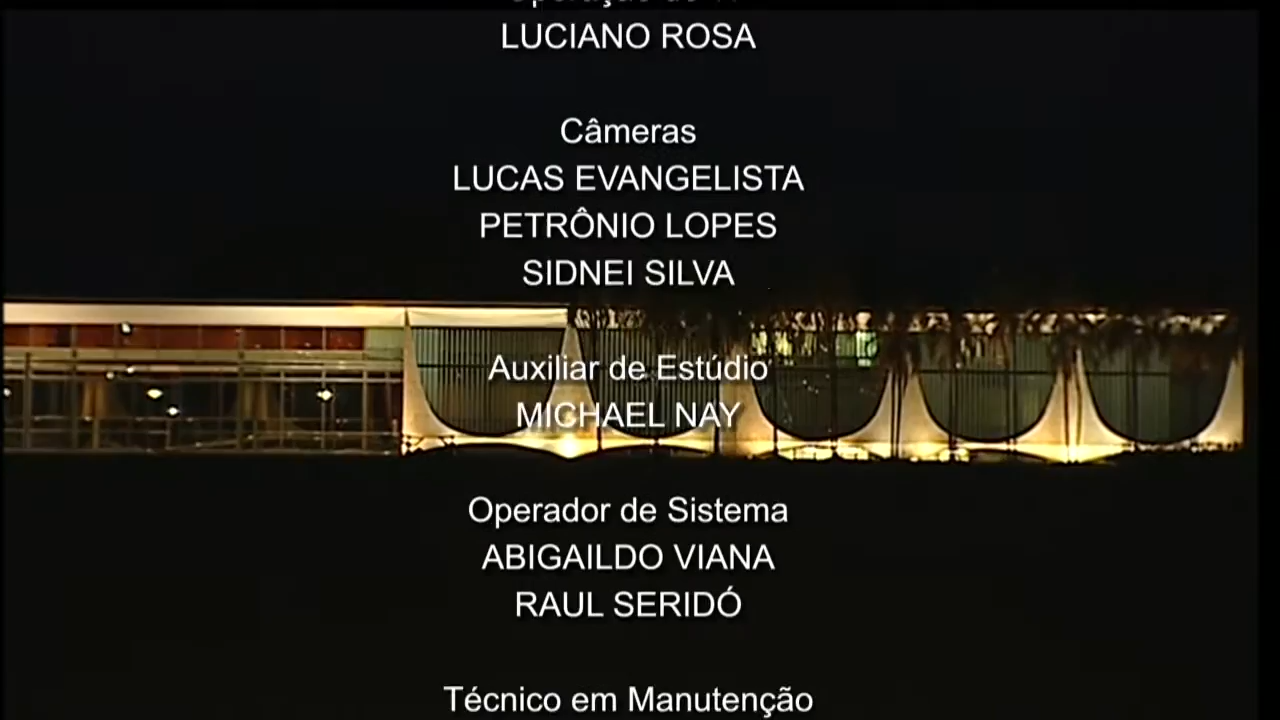 LUCIANO ROSA
Câmeras
LUCAS EVANGELISTA
PETRÔNIO LOPES
SIDNEI SILVA
Auxiliar de Estúdio
MICHAEL NAY
Operador de Sistema
ABIGAILDO VIANA
RAUL SERIDÓ
Técnico em Manutenção